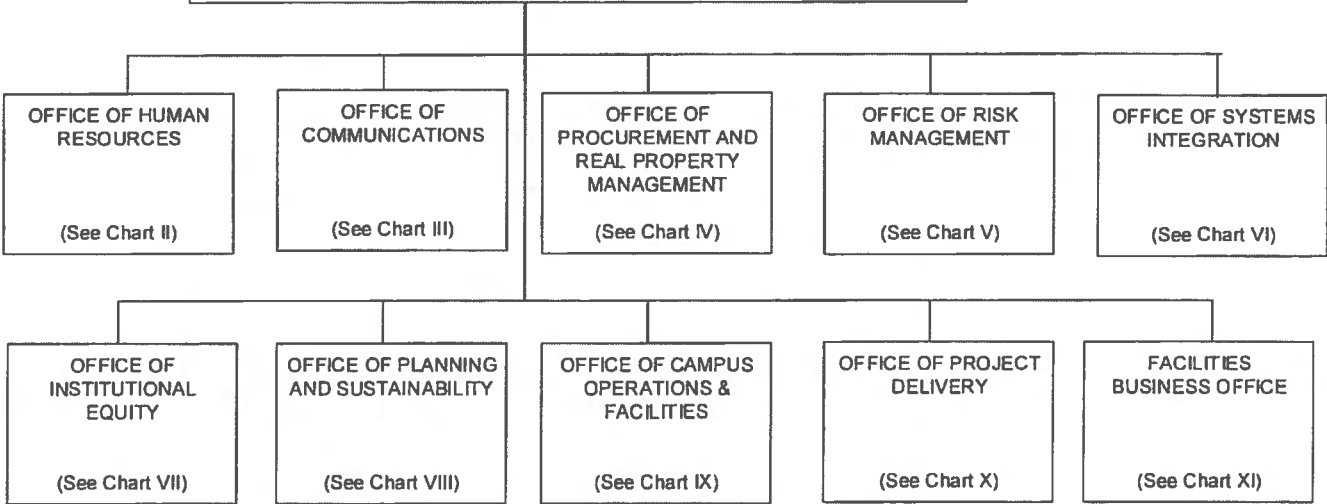 OFFICE OF HUMAN
RESOURCES
(See Chart II)
OFFICE OF
COMMUNICATIONS
(See Chart III)
OFFICE OF
PROCUREMENT AND
REAL PROPERTY
MANAGEMENT
(See Chart IV)
OFFICE OF RISK
MANAGEMENT
(See Chart V)
OFFICE OF SYSTEMS
INTEGRATION
(See Chart VI)
OFFICE OF
INSTITUTIONAL
EQUITY
(See Chart VII)
OFFICE OF PLANNING
AND SUSTAINABILITY
(See Chart VIII)
OFFICE OF CAMPUS
OPERATIONS &
FACILITIES
(See Chart IX)
OFFICE OF PROJECT
DELIVERY
(See Chart X)
FACILITIES
BUSINESS OFFICE
(See Chart XI)